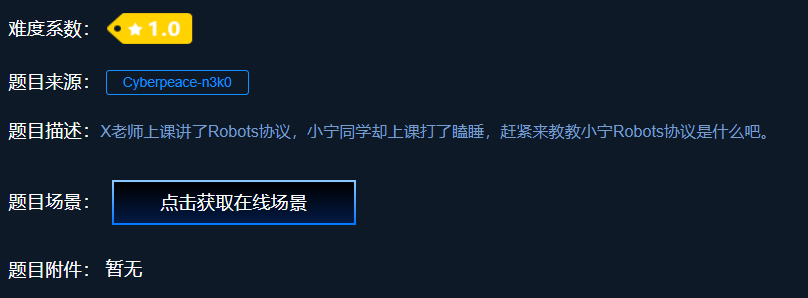 难度系数： 1.0
题目来源： Cyberpeace-n3k0
题目描述：X老师上课讲了Robots协议，小宁同学却上课打了瞌睡，赶紧来教教小宁Robots协议是什么吧。
题目场景： 点击获取在线场景
题目附件： 暂无